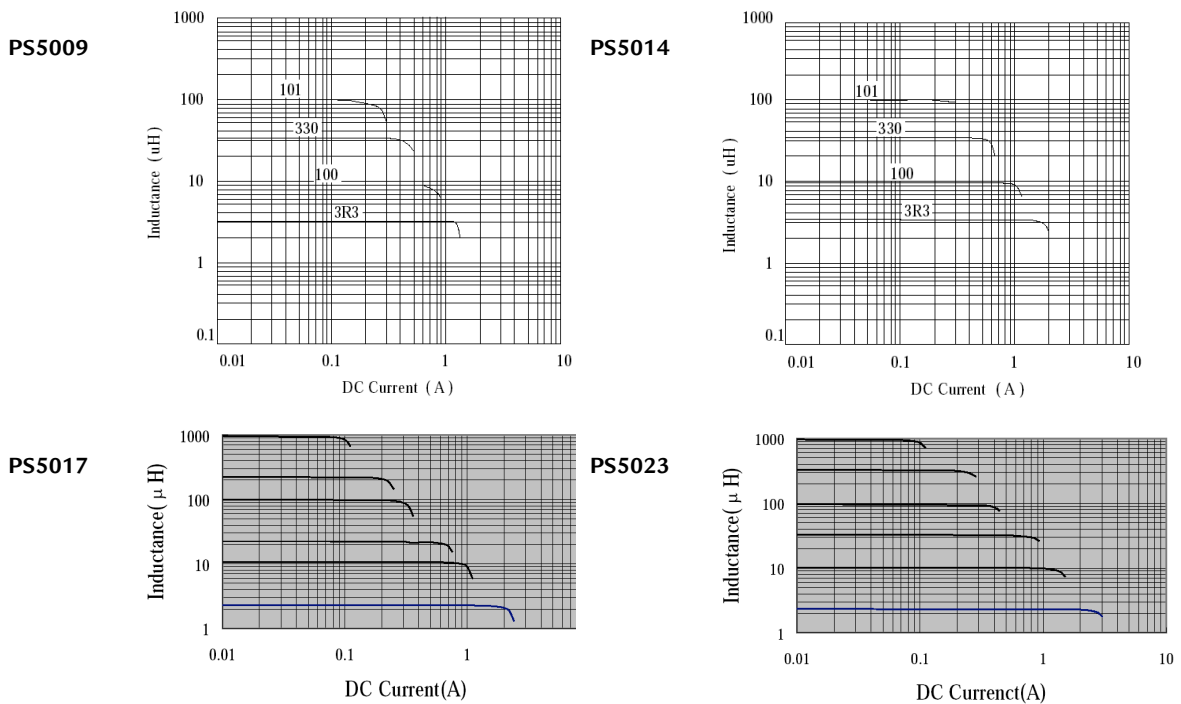 PS5009
1000
100
10
1
0.1
Inductance (uH)
101
330
100
3R3
0.01 0.1 1 10
DC Current (A)
PS5014
1000
100
10
1
0.1
Inductance (uH)
101
330
100
3R3
0.01 0.1 1 10
DC Current (A)
PS5017
1000
100
10
1
Inductance(μ H)
0.01 0.1 1
DC Current(A)
PS5023
1000
100
10
1
Inductance(μ H)
0.01 0.1 1 10
DC Currenct(A)